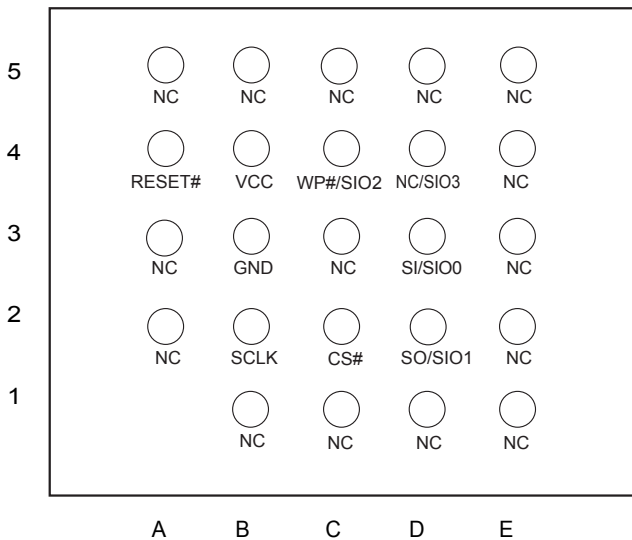 5
NC NC NC NC NC
4
RESET# VCC WP#/SIO2 NC/SIO3 NC
3
NC GND NC SI/SIO0 NC
2
NC SCLK CS# SO/SIO1 NC
1
NC NC NC NC
A B C D E